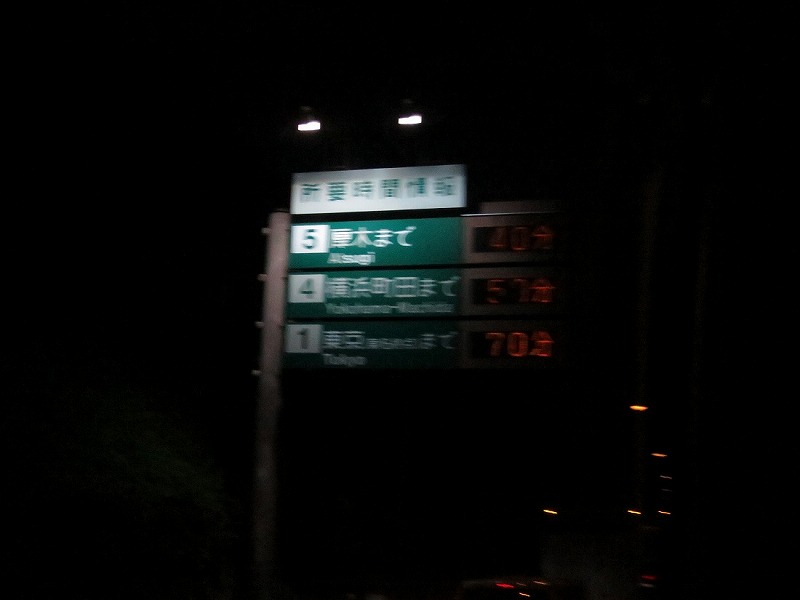 所要時間情報
5 厚木まで 40分
Atsugi
4 横浜町田まで 57分
Yokohama-Machida
1 東京 まで 70分
Tokyo